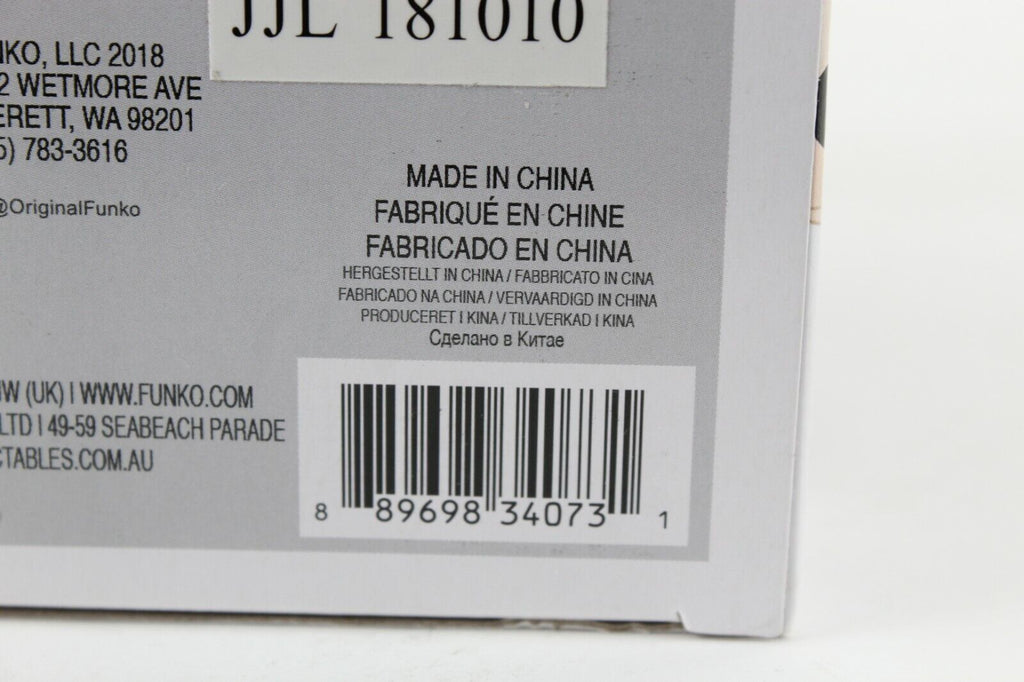 JJL 181010
NKO, LLC 2018
2 WETMORE AVE
ERETT, WA 98201
5) 783-3616
@OriginalFunko
MADE IN CHINA
FABRIQUÉ EN CHINE
FABRICADO EN CHINA
HERGESTELLT IN CHINA / FABBRICATO IN CINA
FABRICADO NA CHINA / VERVAARDIGD IN CHINA
PRODUCERET I KINA / TILLVERKAD I KINA
Сделано в Китае
IW (UK) I WWW.FUNKO.COM
LTD I 49-59 SEABEACH PARADE
CTABLES.COM.AU
8 89698 34073 1